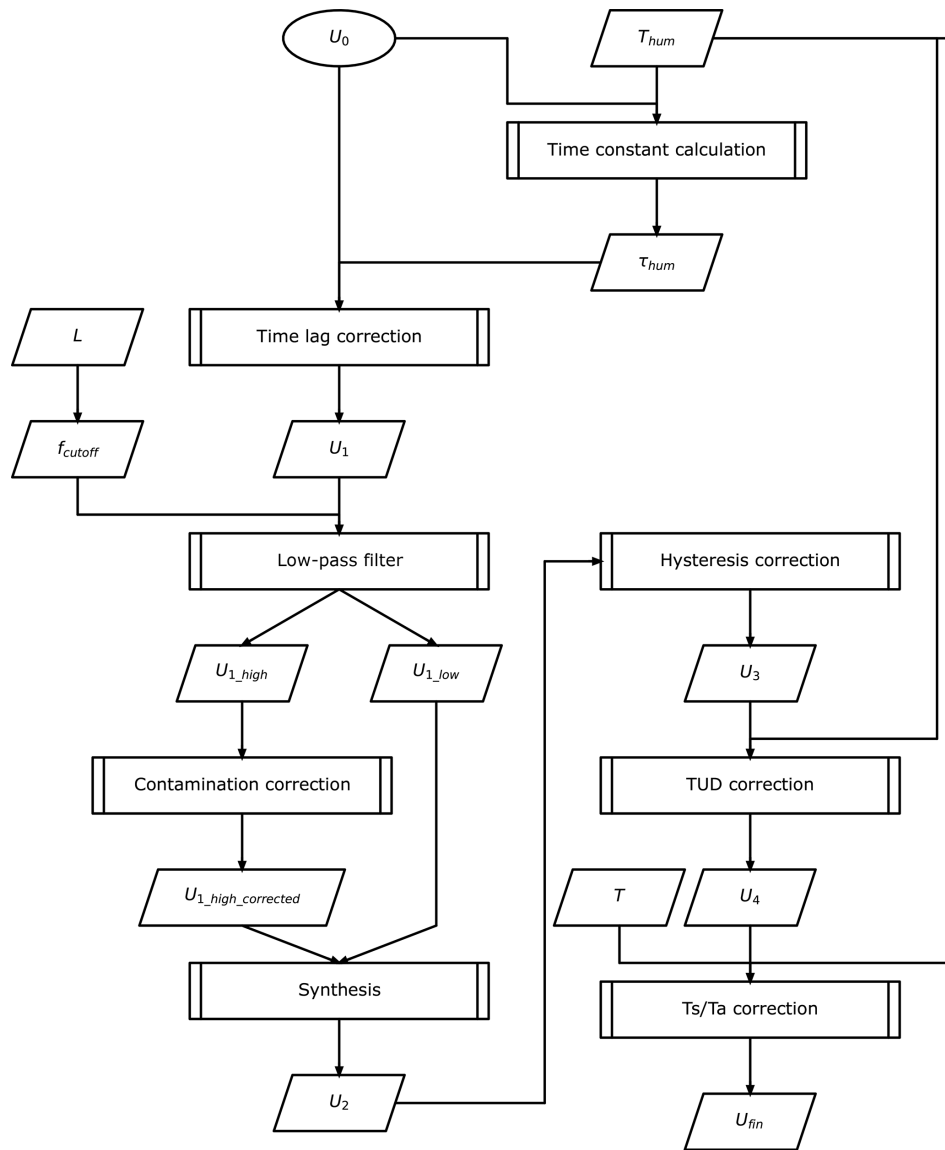 U0
Thum
Time constant calculation
τhum
L
Time lag correction
fcutoff
U1
Low-pass filter
Hysteresis correction
U1_high
U1_low
U3
Contamination correction
TUD correction
U1_high_corrected
T
U4
Synthesis
Ts/Ta correction
U2
Ufin